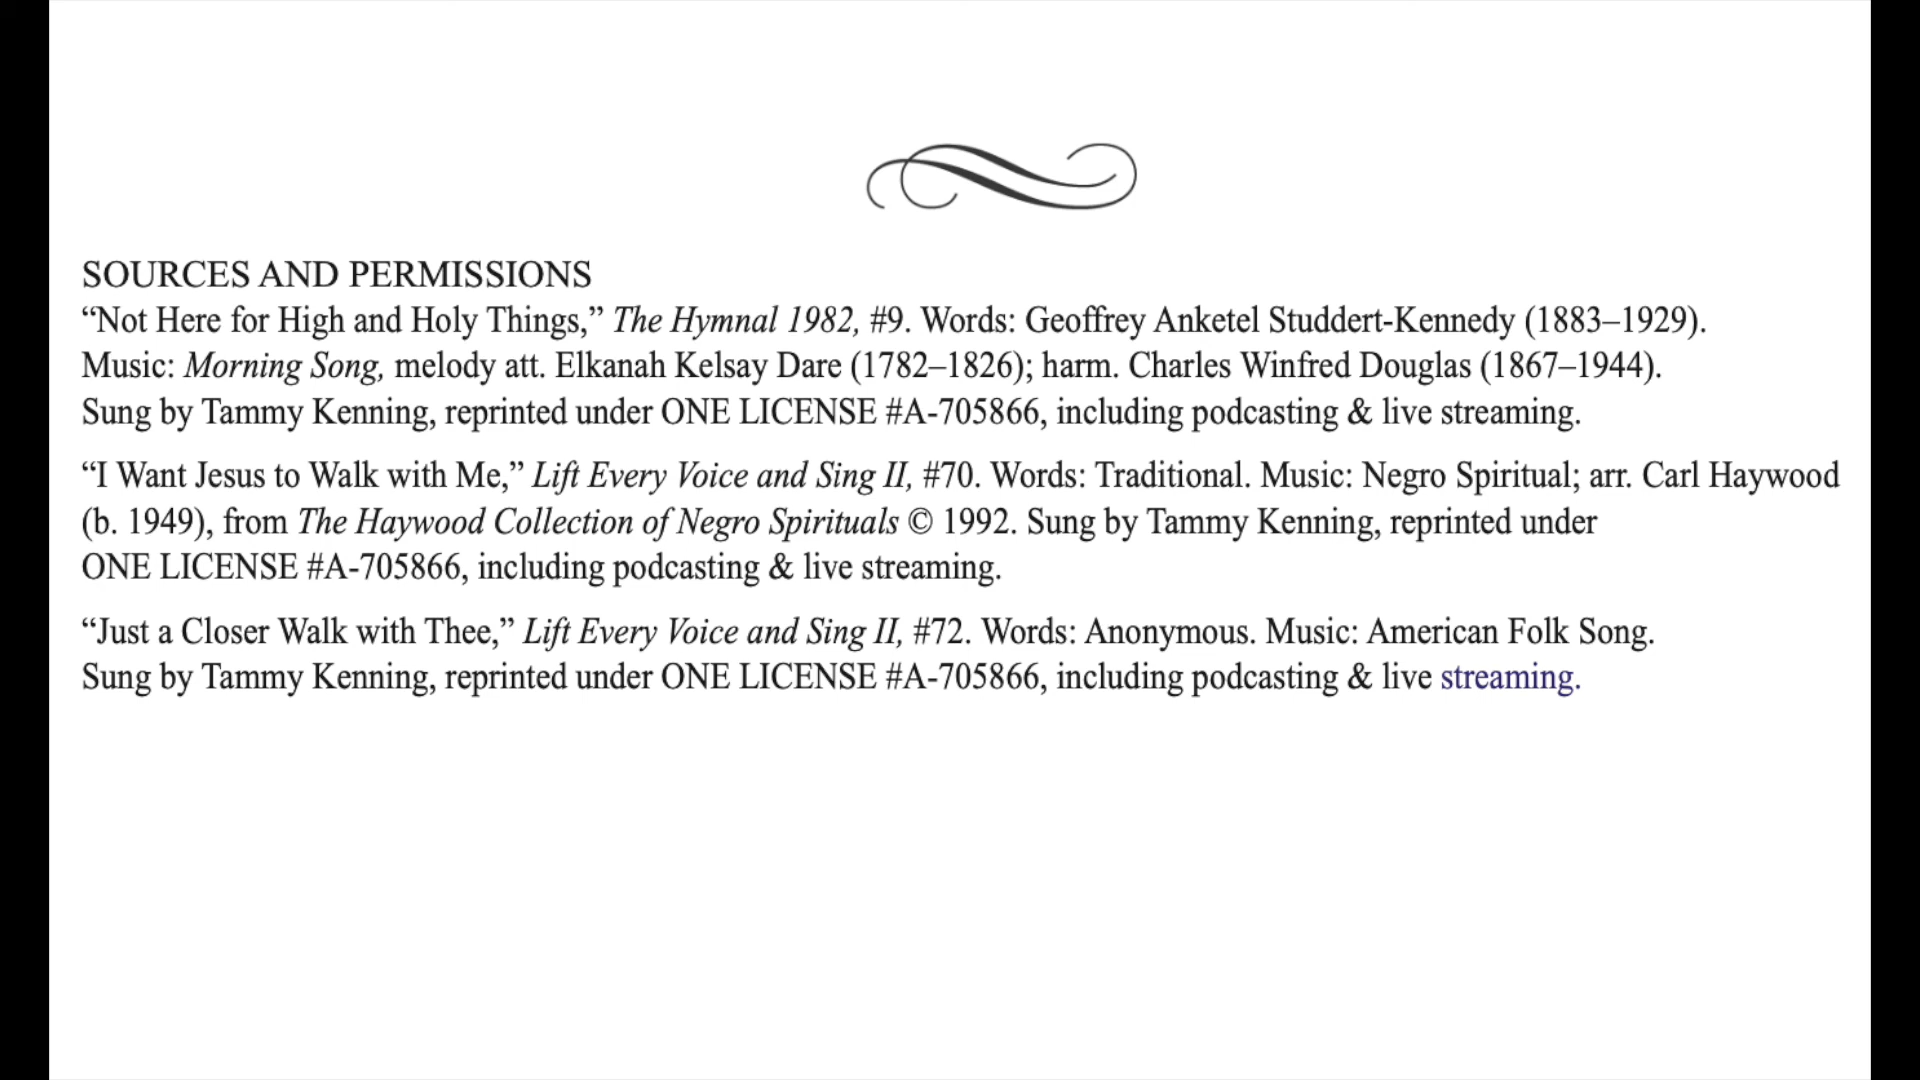 SOURCES AND PERMISSIONS
“Not Here for High and Holy Things,” The Hymnal 1982, #9. Words: Geoffrey Anketel Studdert-Kennedy (1883–1929).
Music: Morning Song, melody att. Elkanah Kelsay Dare (1782–1826); harm. Charles Winfred Douglas (1867–1944).
Sung by Tammy Kenning, reprinted under ONE LICENSE #A-705866, including podcasting & live streaming.
“I Want Jesus to Walk with Me,” Lift Every Voice and Sing II, #70. Words: Traditional. Music: Negro Spiritual; arr. Carl Haywood
(b. 1949), from The Haywood Collection of Negro Spirituals © 1992. Sung by Tammy Kenning, reprinted under
ONE LICENSE #A-705866, including podcasting & live streaming.
“Just a Closer Walk with Thee,” Lift Every Voice and Sing II, #72. Words: Anonymous. Music: American Folk Song.
Sung by Tammy Kenning, reprinted under ONE LICENSE #A-705866, including podcasting & live streaming.